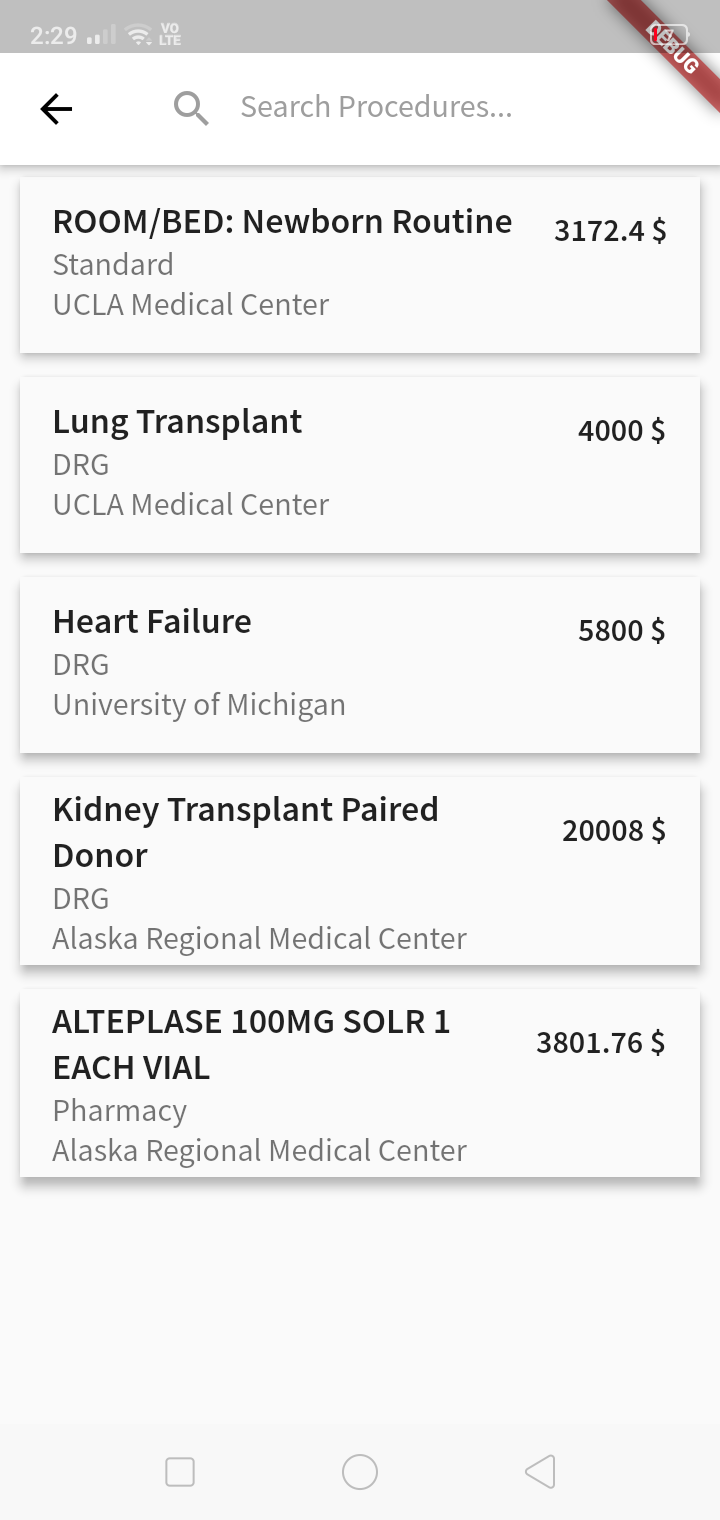 2:29 VO LTE
DEBUG
Search Procedures...
ROOM/BED: Newborn Routine
3172.4 $
Standard
UCLA Medical Center
Lung Transplant
4000 $
DRG
UCLA Medical Center
Heart Failure
5800 $
DRG
University of Michigan
Kidney Transplant Paired
Donor
20008 $
DRG
Alaska Regional Medical Center
ALTEPLASE 100MG SOLR 1
EACH VIAL
3801.76 $
Pharmacy
Alaska Regional Medical Center